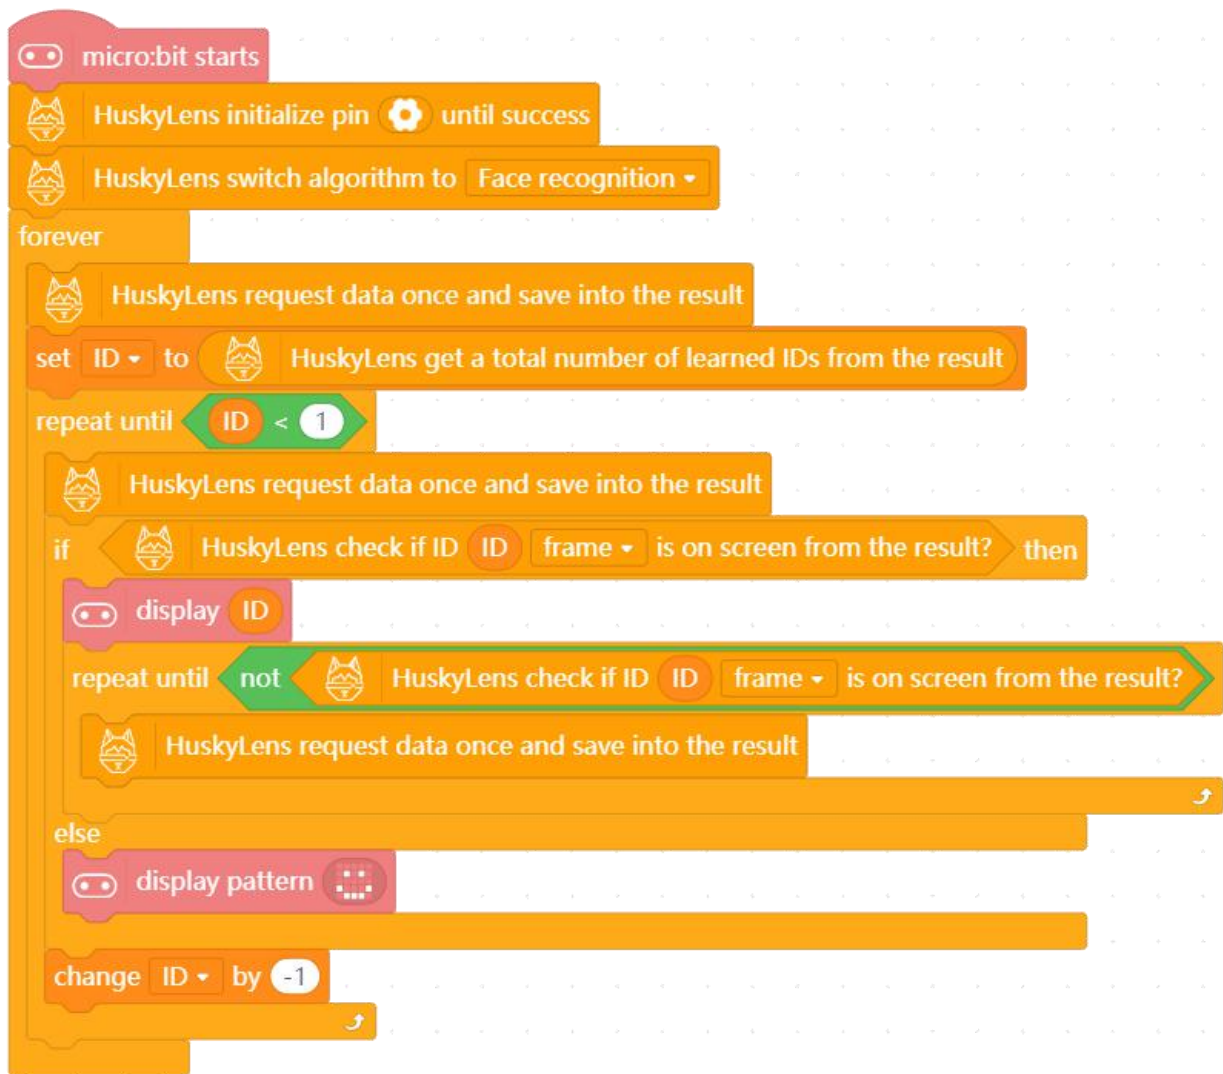 micro:bit starts
HuskyLens initialize pin until success
HuskyLens switch algorithm to Face recognition
forever
HuskyLens request data once and save into the result
set ID to HuskyLens get a total number of learned IDs from the result
repeat until ID < 1
HuskyLens request data once and save into the result
if HuskyLens check if ID ID frame is on screen from the result? then
display ID
repeat until not HuskyLens check if ID ID frame is on screen from the result?
HuskyLens request data once and save into the result
else
display pattern
change ID by -1